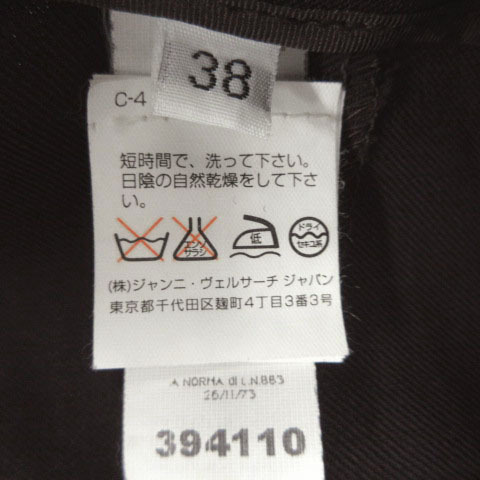 38
C-4
短時間で、洗って下さい。
日陰の自然乾燥をして下さ
い。
エンソ
サラシ
低
ドライ
セキユ系
(株)ジャンニ・ヴェルサーチ ジャパン
東京都千代田区麹町4丁目3番3号
A NORMA di L.N.883
26/11/73
394110